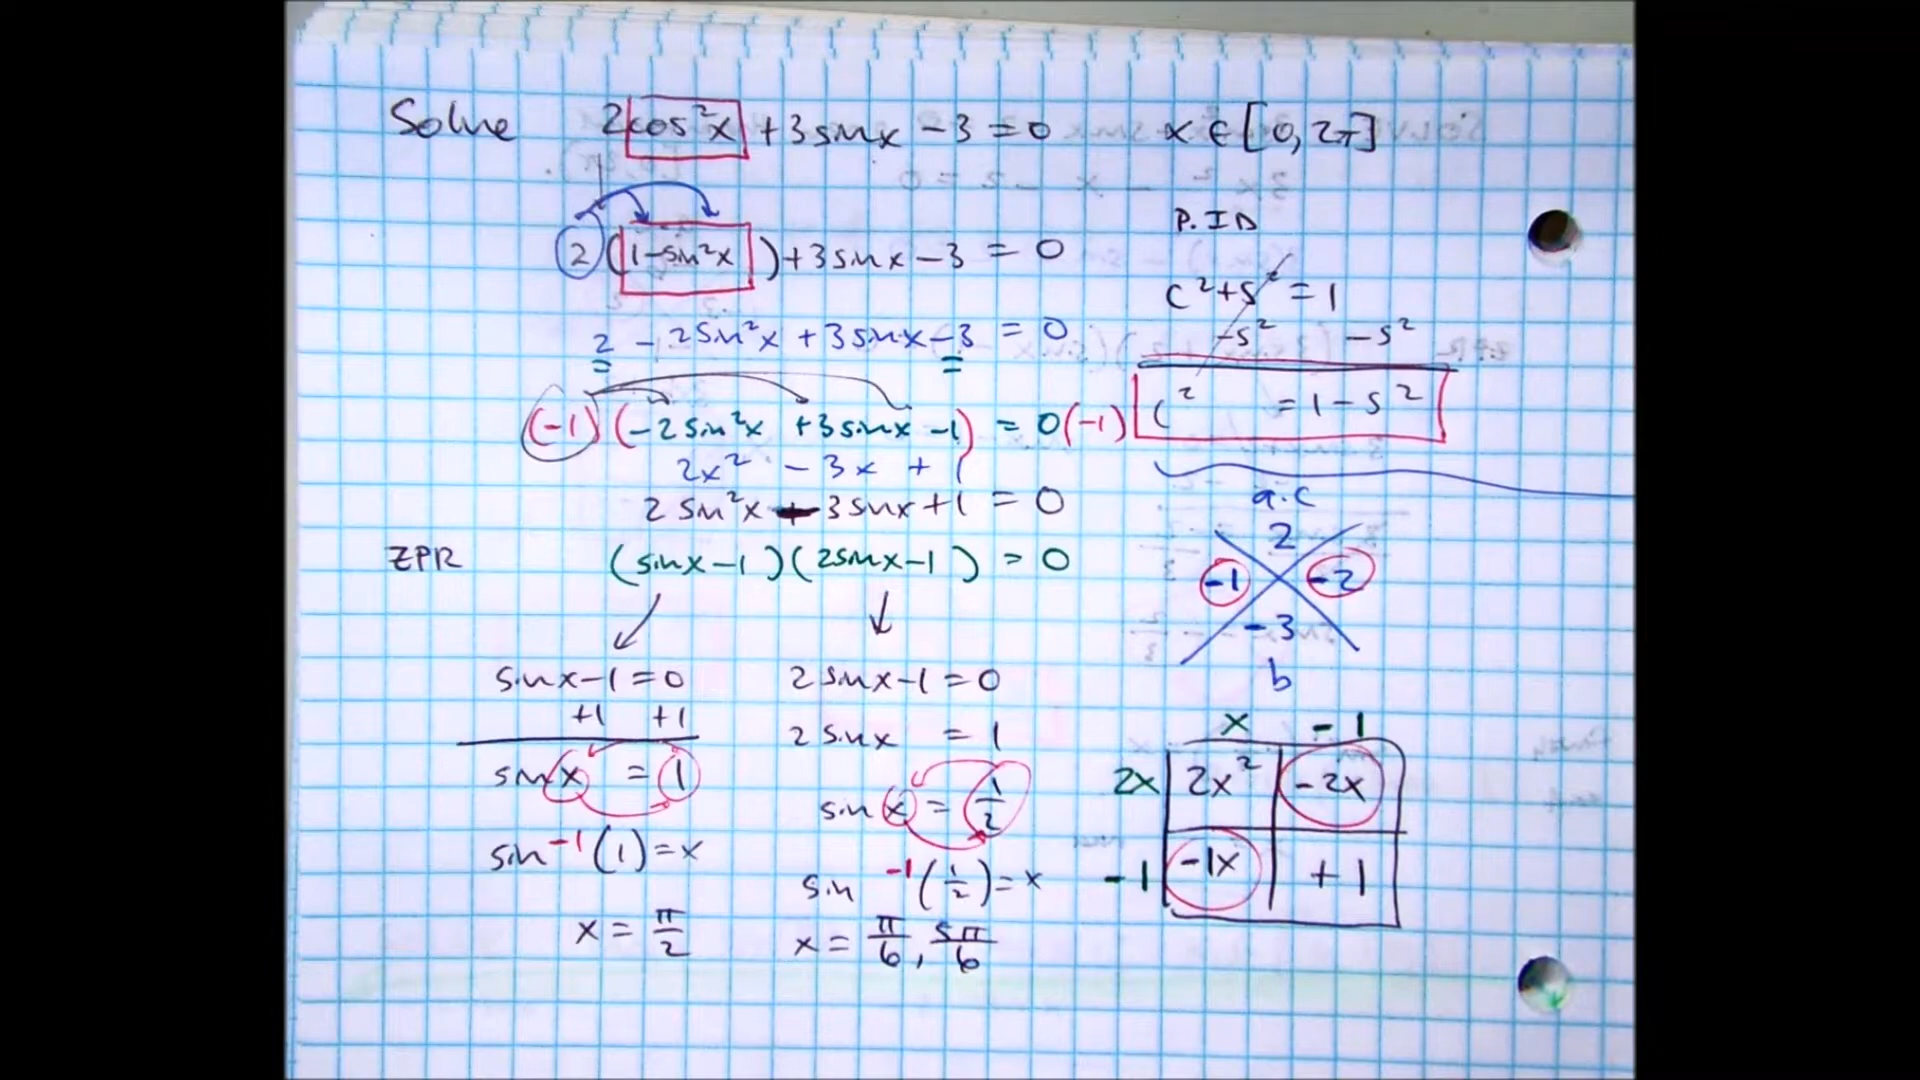 Solve 2cos²x + 3sinx - 3 = 0 x ∈ [0, 2π]
P. ID
2(1-sin²x) + 3sinx - 3 = 0
c² + s² = 1
-s² -s²
c² = 1 - s²
2 - 2sin²x + 3sinx - 3 = 0
(-1)(-2sin²x + 3sinx - 1) = 0(-1)
2x² - 3x + 1
2sin²x - 3sinx + 1 = 0
ZPR (sinx-1)(2sinx-1) = 0
a.c
2
-1 -2
-3
b
sinx-1=0
+1 +1
sinx = 1
sin⁻¹(1)=x
x = π/2
2sinx-1=0
2sinx = 1
sinx = 1/2
sin⁻¹(1/2)=x
x = π/6, 5π/6
x -1
2x 2x² -2x
-1 -1x +1